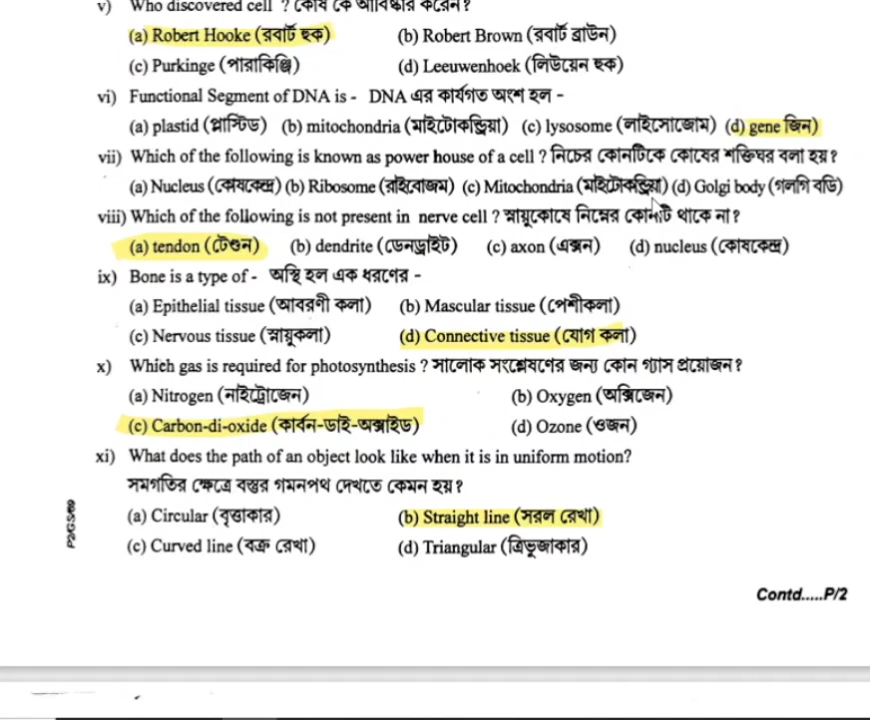 v) Who discovered cell ? কোষ কে আবিষ্কার করেন?
(a) Robert Hooke (রবার্ট হুক) (b) Robert Brown (রবার্ট ব্রাউন)
(c) Purkinge (পারাকিঞ্জি) (d) Leeuwenhoek (লিউয়েন হুক)
vi) Functional Segment of DNA is - DNA এর কার্যগত অংশ হল -
(a) plastid (প্লাস্টিড) (b) mitochondria (মাইটোকন্ড্রিয়া) (c) lysosome (লাইসোজোম) (d) gene জিন)
vii) Which of the following is known as power house of a cell ? নিচের কোনটিকে কোষের শক্তিঘর বলা হয়?
(a) Nucleus (কোষকেন্দ্র) (b) Ribosome (রাইবোজম) (c) Mitochondria (মাইটোকন্ড্রিয়া) (d) Golgi body (গলগি বডি)
viii) Which of the following is not present in nerve cell ? স্নায়ুকোষে নিম্নের কোনটি থাকে না?
(a) tendon (টেণ্ডন) (b) dendrite (ডেনড্রাইট) (c) axon (এক্সন) (d) nucleus (কোষকেন্দ্র)
ix) Bone is a type of - অস্থি হল এক ধরণের -
(a) Epithelial tissue (আবরণী কলা) (b) Mascular tissue (পেশীকলা)
(c) Nervous tissue (স্নায়ুকলা) (d) Connective tissue (যোগ কলা)
x) Which gas is required for photosynthesis ? সালোক সংশ্লেষণের জন্য কোন গ্যাস প্রয়োজন?
(a) Nitrogen (নাইট্রোজেন) (b) Oxygen (অক্সিজেন)
(c) Carbon-di-oxide (কার্বন-ডাই-অক্সাইড) (d) Ozone (ওজন)
xi) What does the path of an object look like when it is in uniform motion?
সমগতির ক্ষেত্রে বস্তুর গমনপথ দেখতে কেমন হয়?
(a) Circular (বৃত্তাকার) (b) Straight line (সরল রেখা)
(c) Curved line (বক্র রেখা) (d) Triangular (ত্রিভূজাকার)
P2/GS/69
Contd.....P/2